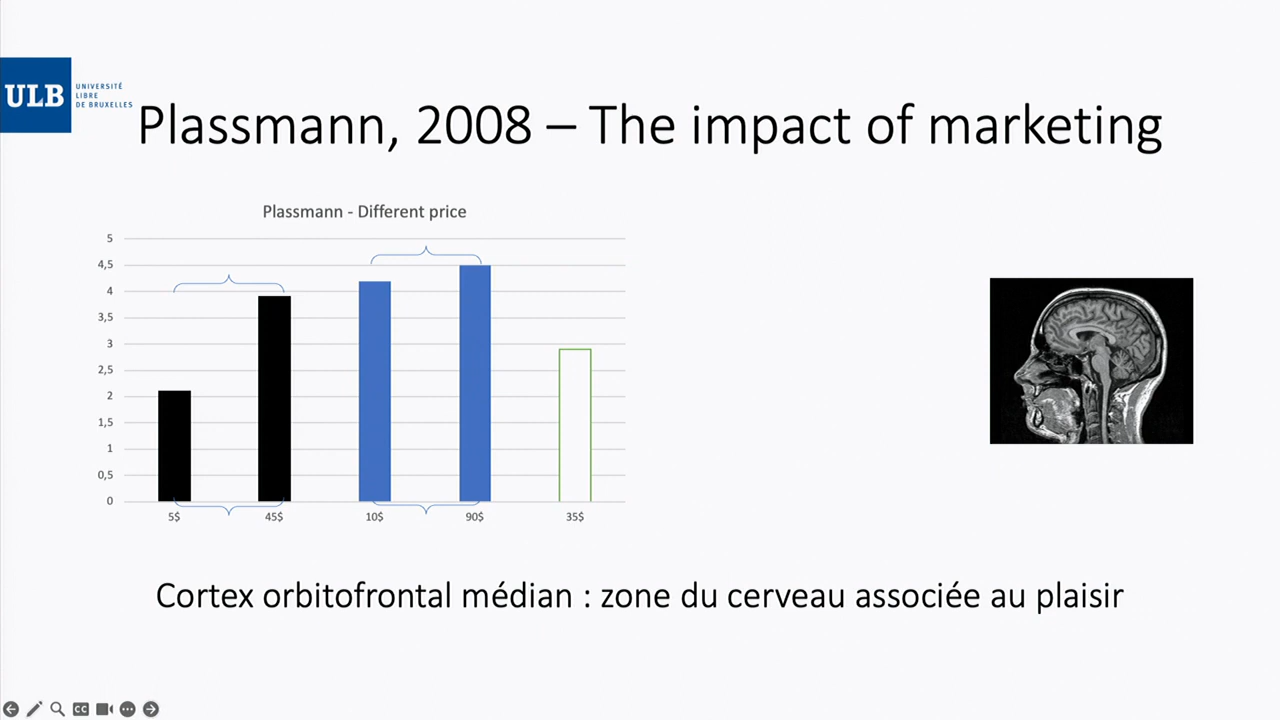 ULB
UNIVERSITÉ
LIBRE
DE BRUXELLES
Plassmann, 2008 – The impact of marketing
Plassmann - Different price
5
4,5
4
3,5
3
2,5
2
1,5
1
0,5
0
5$ 45$ 10$ 90$ 35$
Cortex orbitofrontal médian : zone du cerveau associée au plaisir
CC